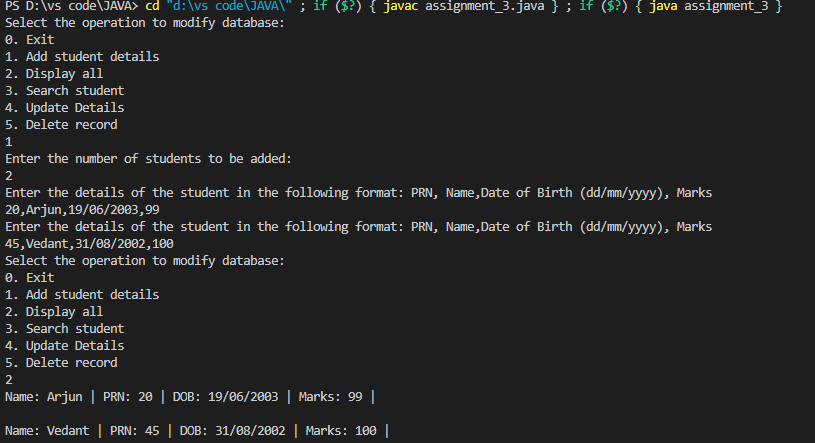 PS D:\vs code\JAVA> cd "d:\vs code\JAVA\" ; if ($?) { javac assignment_3.java } ; if ($?) { java assignment_3 }
Select the operation to modify database:
0. Exit
1. Add student details
2. Display all
3. Search student
4. Update Details
5. Delete record
1
Enter the number of students to be added:
2
Enter the details of the student in the following format: PRN, Name,Date of Birth (dd/mm/yyyy), Marks
20,Arjun,19/06/2003,99
Enter the details of the student in the following format: PRN, Name,Date of Birth (dd/mm/yyyy), Marks
45,Vedant,31/08/2002,100
Select the operation to modify database:
0. Exit
1. Add student details
2. Display all
3. Search student
4. Update Details
5. Delete record
2
Name: Arjun | PRN: 20 | DOB: 19/06/2003 | Marks: 99 |
Name: Vedant | PRN: 45 | DOB: 31/08/2002 | Marks: 100 |